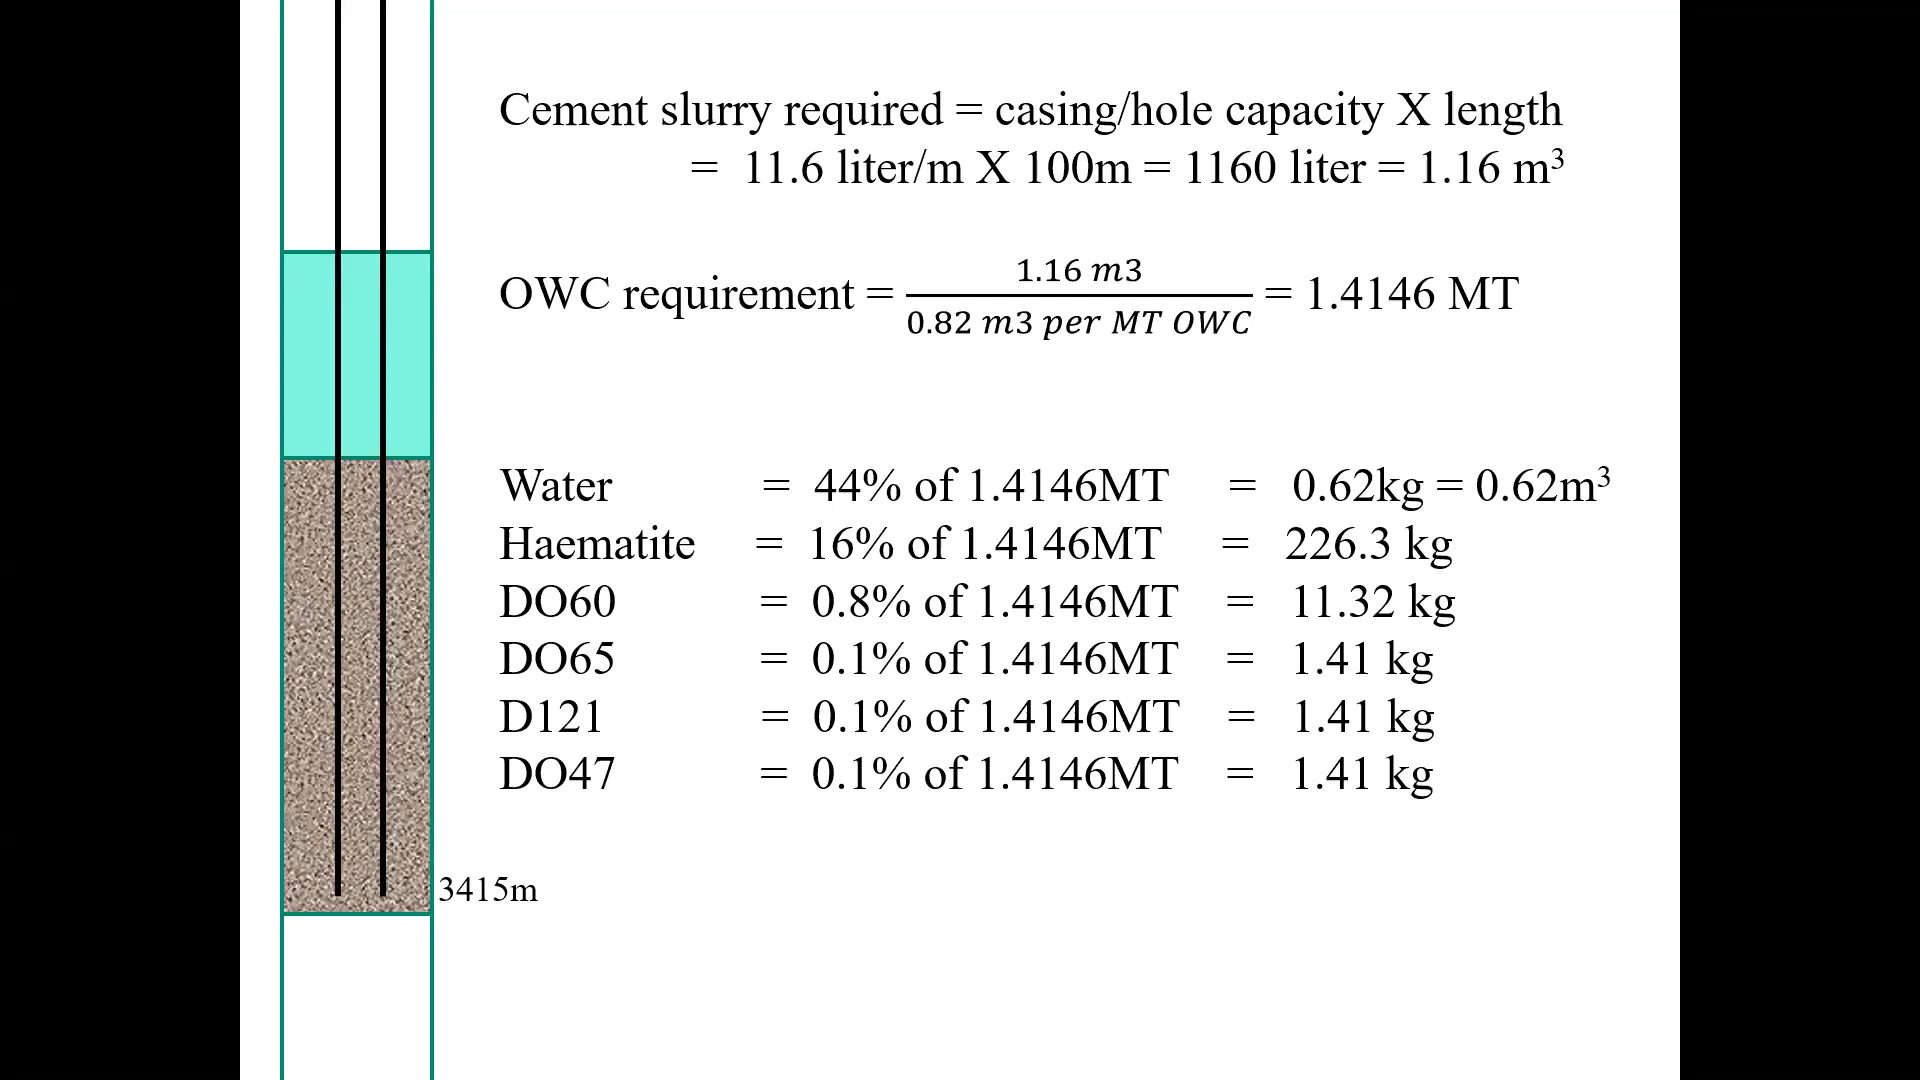 Cement slurry required = casing/hole capacity X length
= 11.6 liter/m X 100m = 1160 liter = 1.16 m³
OWC requirement = 1.16 m3 / 0.82 m3 per MT OWC = 1.4146 MT
Water = 44% of 1.4146MT = 0.62kg = 0.62m³
Haematite = 16% of 1.4146MT = 226.3 kg
DO60 = 0.8% of 1.4146MT = 11.32 kg
DO65 = 0.1% of 1.4146MT = 1.41 kg
D121 = 0.1% of 1.4146MT = 1.41 kg
DO47 = 0.1% of 1.4146MT = 1.41 kg
3415m